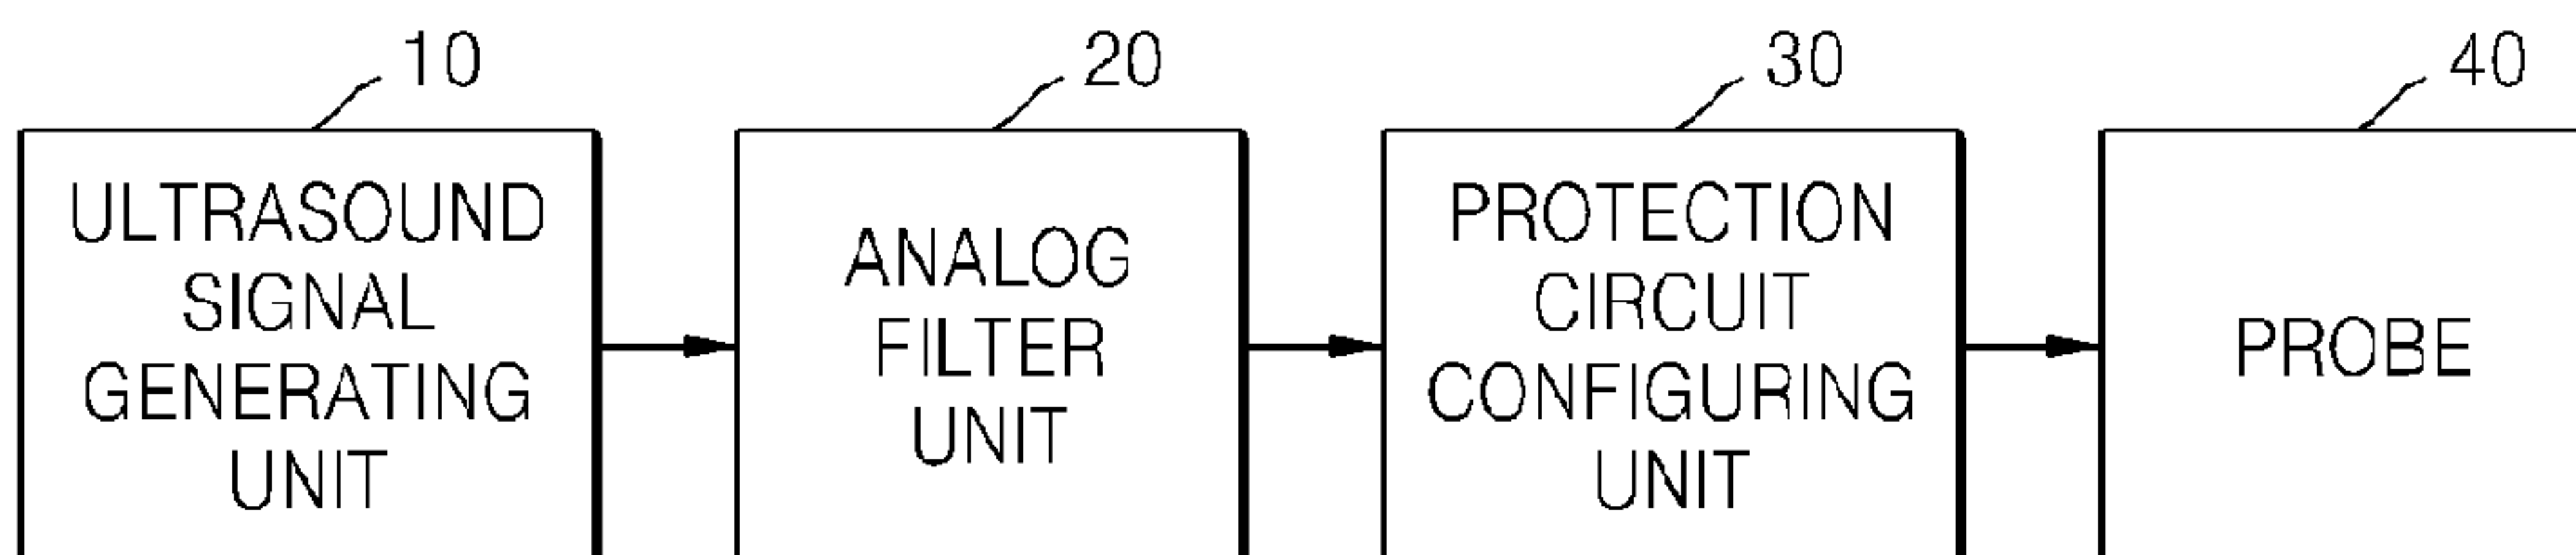 10
20
30
40
ULTRASOUND
SIGNAL
GENERATING
UNIT
ANALOG
FILTER
UNIT
PROTECTION
CIRCUIT
CONFIGURING
UNIT
PROBE